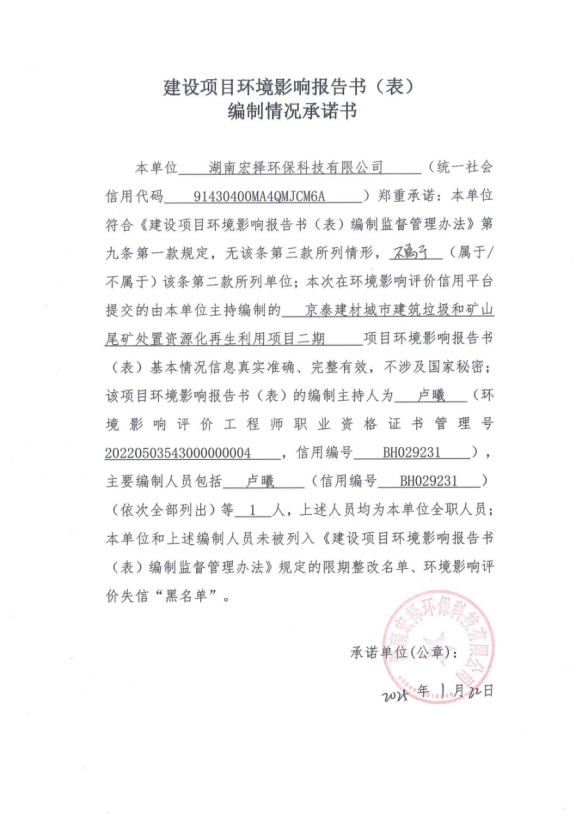 建设项目环境影响报告书（表）
编制情况承诺书
本单位 湖南宏择环保科技有限公司 （统一社会
信用代码 91430400MA4QMJCM6A ）郑重承诺：本单位
符合《建设项目环境影响报告书（表）编制监督管理办法》第
九条第一款规定，无该条第三款所列情形，不属于（属于/
不属于）该条第二款所列单位；本次在环境影响评价信用平台
提交的由本单位主持编制的 京泰建材城市建筑垃圾和矿山
尾矿处置资源化再生利用项目二期 项目环境影响报告书
（表）基本情况信息真实准确、完整有效，不涉及国家秘密；
该项目环境影响报告书（表）的编制主持人为 卢曦 （环
境影响评价工程师职业资格证书管理号
20220503543000000004 ，信用编号 BH029231 ），
主要编制人员包括 卢曦 （信用编号 BH029231 ）
（依次全部列出）等 1 人，上述人员均为本单位全职人员；
本单位和上述编制人员未被列入《建设项目环境影响报告书
（表）编制监督管理办法》规定的限期整改名单、环境影响评
价失信“黑名单”。
湖南宏择环保科技有限公司
承诺单位(公章)：
2025 年 1 月 22 日